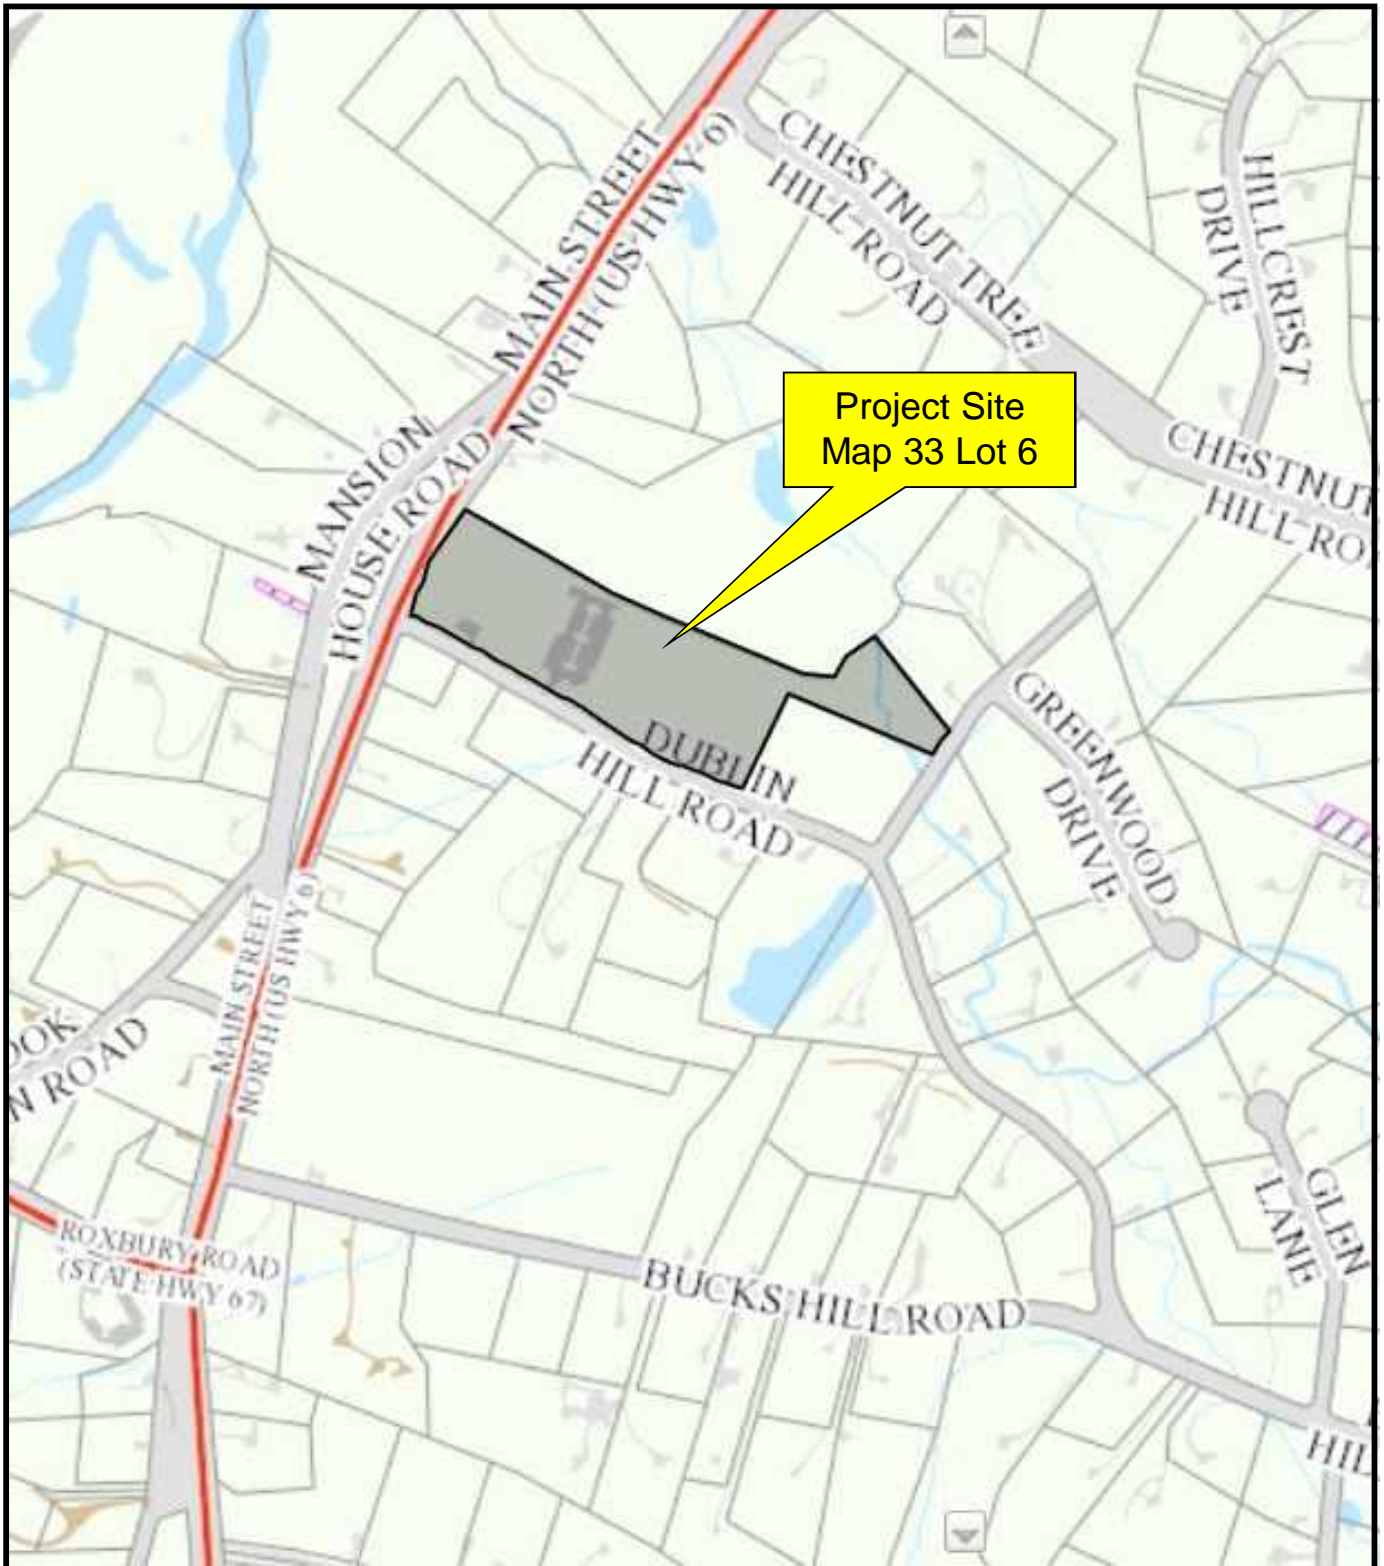 MAIN STREET
NORTH (US HWY 6)
CHESTNUT TREE
HILL ROAD
HILLCREST
DRIVE
Project Site
Map 33 Lot 6
MANSION
HOUSE ROAD
CHESTNUT
HILL RO
DUBLIN
HILL ROAD
GREENWOOD
DRIVE
MAIN STREET
NORTH (US HWY 6)
OOK
N ROAD
ROXBURY ROAD
(STATE HWY 67)
BUCKS HILL ROAD
GLEN
LANE
HIL